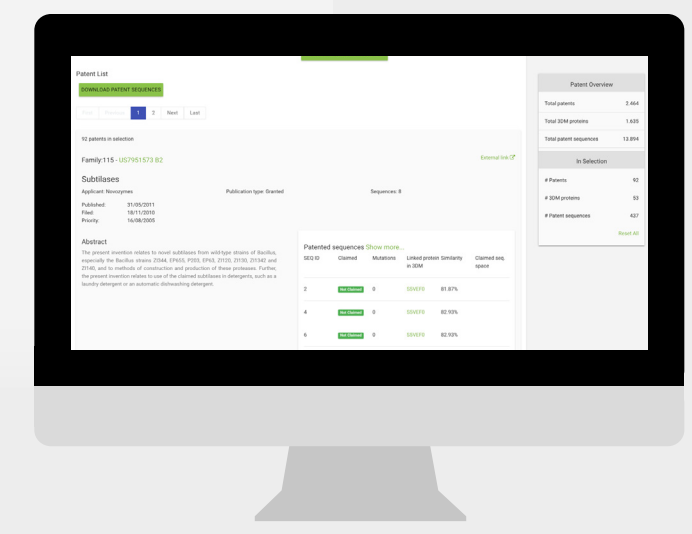 Patent List
DOWNLOAD PATENT SEQUENCES
First Previous 1 2 Next Last
92 patents in selection
Family:115 - US7951573 B2
External link
Subtilases
Applicant: Novozymes Publication type: Granted Sequences: 8
Published: 31/05/2011
Filed: 18/11/2010
Priority: 16/08/2005
Abstract
The present invention relates to novel subtilases from wild-type strains of Bacillus,
especially the Bacillus strains ZI344, EP655, P203, EP63, ZI120, ZI130, ZI1342 and
ZI140, and to methods of construction and production of these proteases. Further,
the present invention relates to use of the claimed subtilases in detergents, such as a
laundry detergent or an automatic dishwashing detergent.
Patented sequences Show more...
SEQ ID Claimed Mutations Linked protein Similarity Claimed seq.
in 3DM space
2 Not Claimed 0 5SVEF0 81.87%
4 Not Claimed 0 5SVEF0 82.93%
6 Not Claimed 0 5SVEF0 82.93%
Patent Overview
Total patents 2.464
Total 3DM proteins 1.635
Total patent sequences 13.894
In Selection
# Patents 92
# 3DM proteins 53
# Patent sequences 437
Reset All